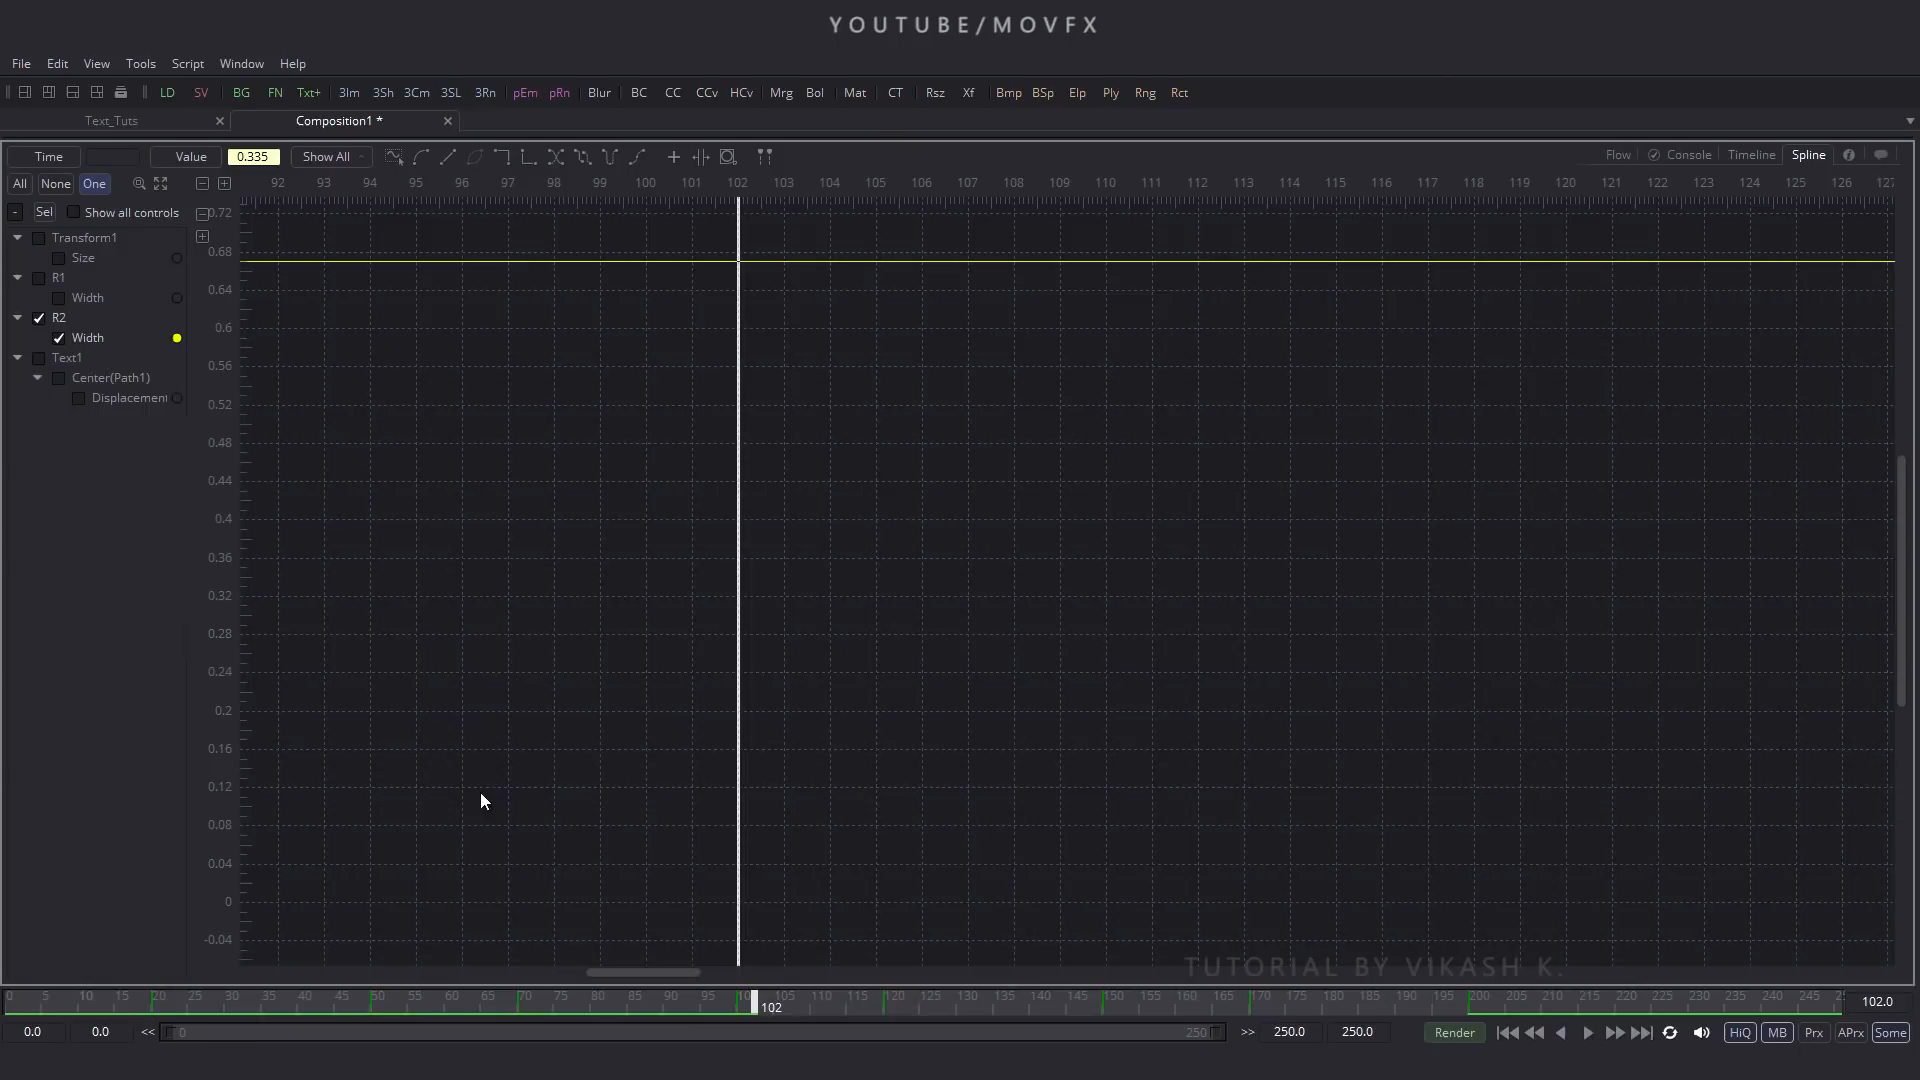 YOUTUBE/MOVFX
File Edit View Tools Script Window Help
LD SV BG FN Txt+ 3Im 3Sh 3Cm 3SL 3Rn pEm pRn Blur BC CC CCv HCv Mrg Bol Mat CT Rsz Xf Bmp BSp Elp Ply Rng Rct
Text_Tuts Composition1 *
Time Value 0.335 Show All Flow Console Timeline Spline
All None One 92 93 94 95 96 97 98 99 100 101 102 103 104 105 106 107 108 109 110 111 112 113 114 115 116 117 118 119 120 121 122 123 124 125 126 127
- Sel Show all controls 0.72
Transform1
0.68
Size
R1
0.64
Width
R2
0.6
Width
Text1
0.56
Center(Path1)
Displacement
0.52
0.48
0.44
0.4
0.36
0.32
0.28
0.24
0.2
0.16
0.12
0.08
0.04
0
-0.04
TUTORIAL BY VIKASH K.
0 5 10 15 20 25 30 35 40 45 50 55 60 65 70 75 80 85 90 95 10 102 105 110 115 120 125 130 135 140 145 150 155 160 165 170 175 180 185 190 195 200 205 210 215 220 225 230 235 240 245 102.0
0.0 0.0 << 0 250 >> 250.0 250.0 Render HiQ MB Prx APrx Some